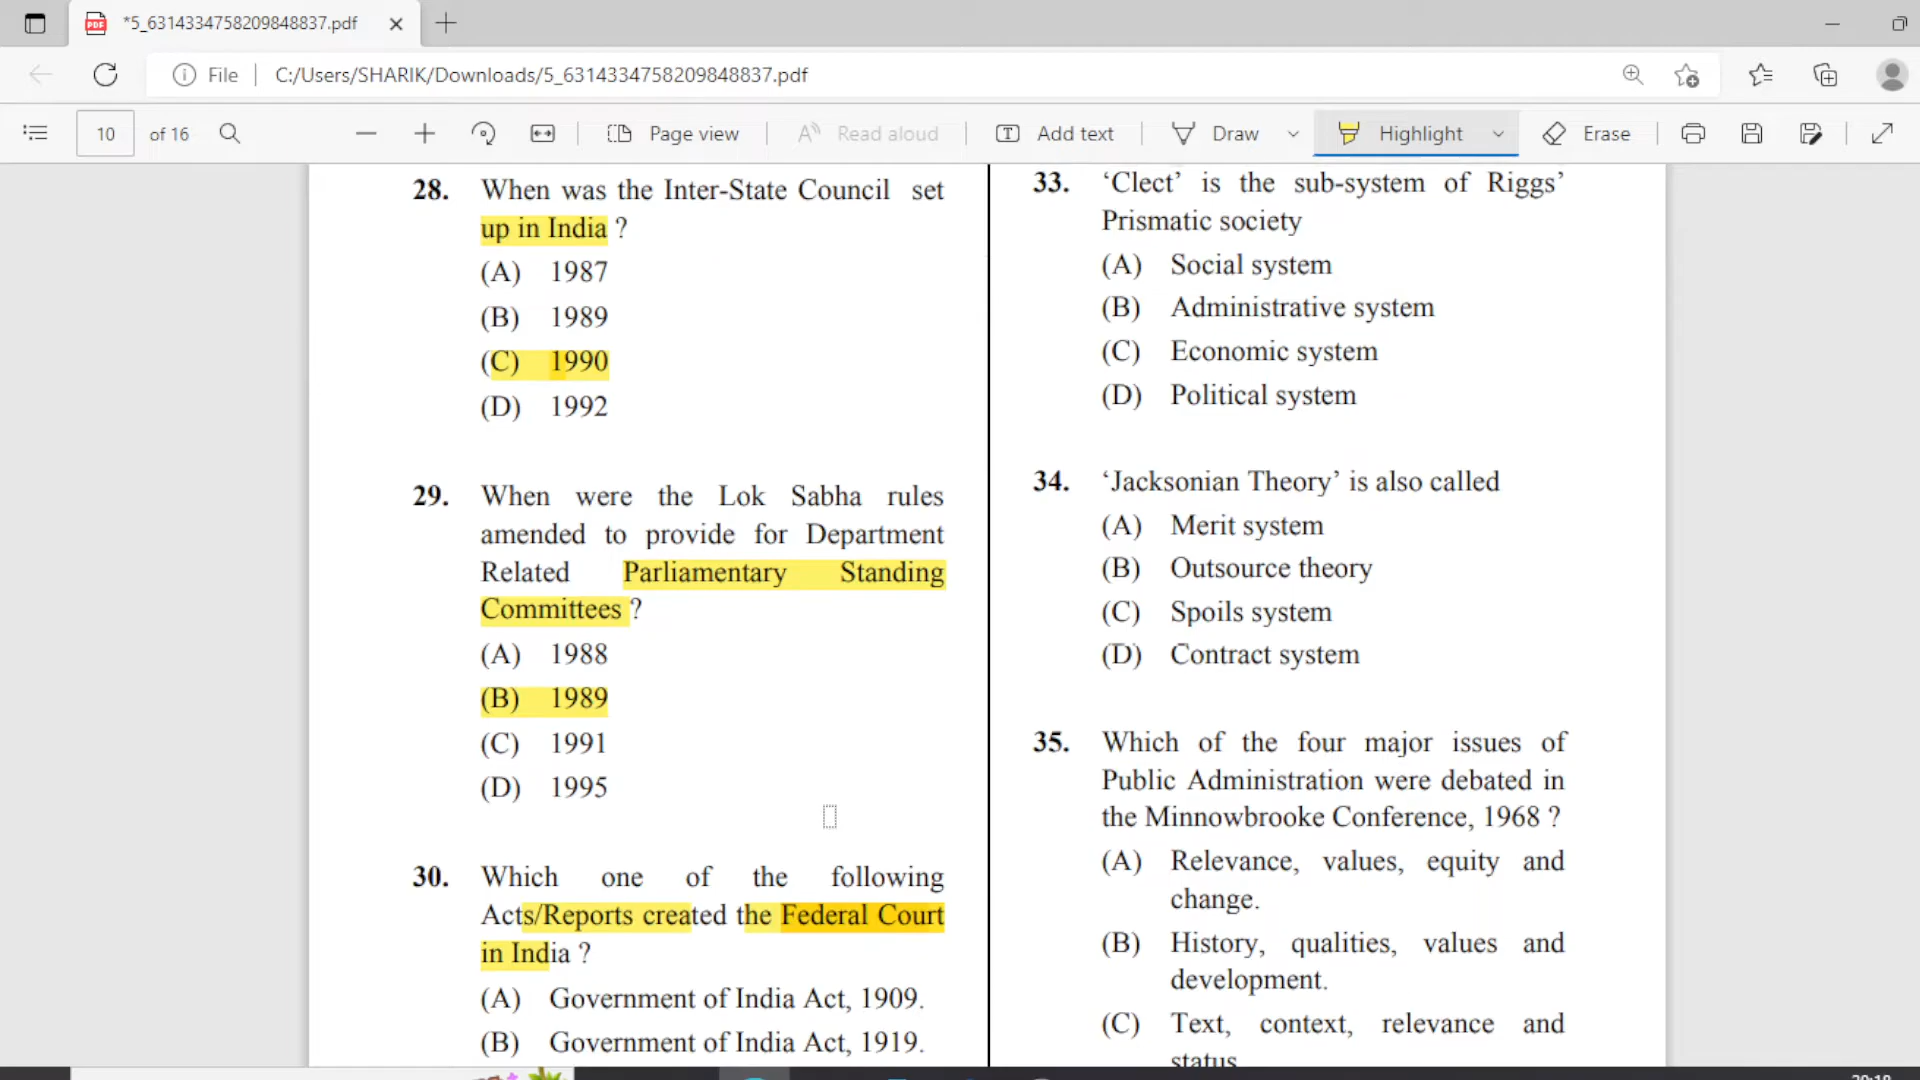 *5_6314334758209848837.pdf
File
C:/Users/SHARIK/Downloads/5_6314334758209848837.pdf
10 of 16
Page view
Read aloud
Add text
Draw
Highlight
Erase
28. When was the Inter-State Council set
up in India ?
(A) 1987
(B) 1989
(C) 1990
(D) 1992
29. When were the Lok Sabha rules
amended to provide for Department
Related Parliamentary Standing
Committees ?
(A) 1988
(B) 1989
(C) 1991
(D) 1995
30. Which one of the following
Acts/Reports created the Federal Court
in India ?
(A) Government of India Act, 1909.
(B) Government of India Act, 1919.
33. ‘Clect’ is the sub-system of Riggs’
Prismatic society
(A) Social system
(B) Administrative system
(C) Economic system
(D) Political system
34. ‘Jacksonian Theory’ is also called
(A) Merit system
(B) Outsource theory
(C) Spoils system
(D) Contract system
35. Which of the four major issues of
Public Administration were debated in
the Minnowbrooke Conference, 1968 ?
(A) Relevance, values, equity and
change.
(B) History, qualities, values and
development.
(C) Text, context, relevance and
status